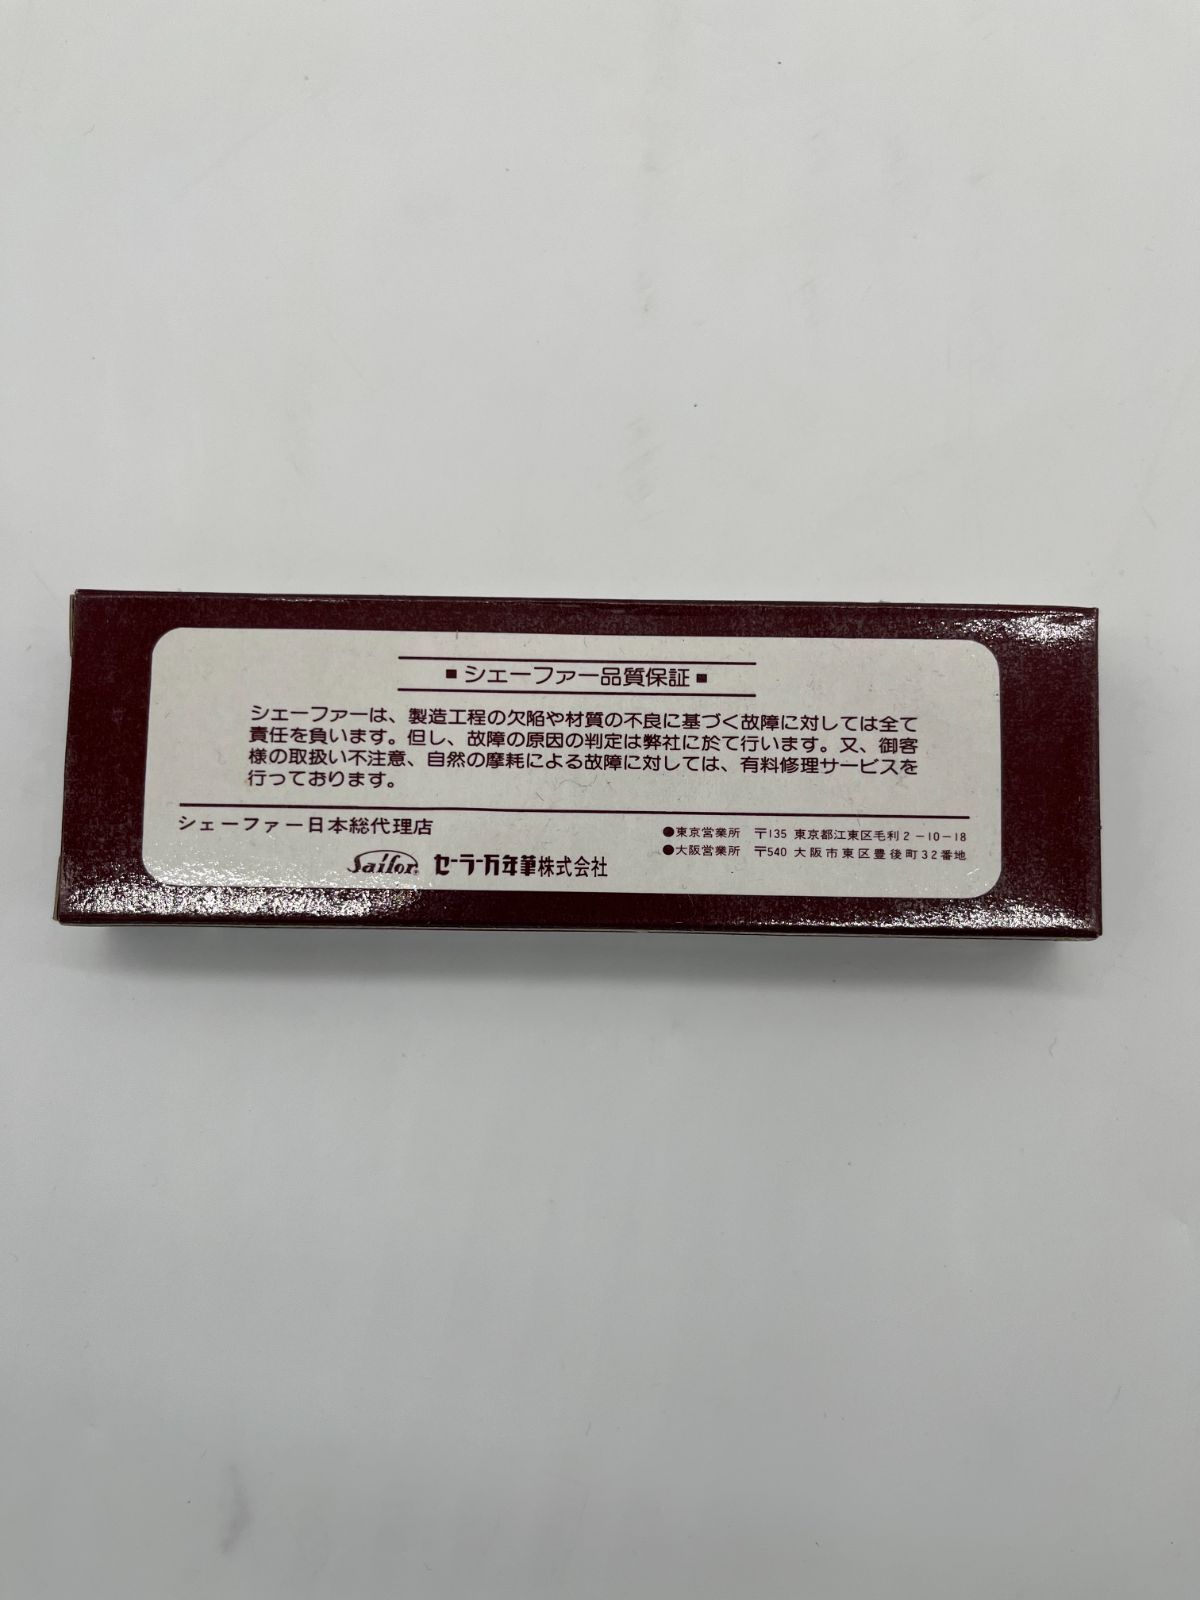 ■シェーファー品質保証■
シェーファーは、製造工程の欠陥や材質の不良に基づく故障に対しては全て
責任を負います。但し、故障の原因の判定は弊社に於て行います。又、御客
様の取扱い不注意、自然の摩耗による故障に対しては、有料修理サービスを
行っております。
シェーファー日本総代理店
Sailor セーラー万年筆株式会社
●東京営業所 〒135 東京都江東区毛利2-10-18
●大阪営業所 〒540 大阪市東区豊後町32番地